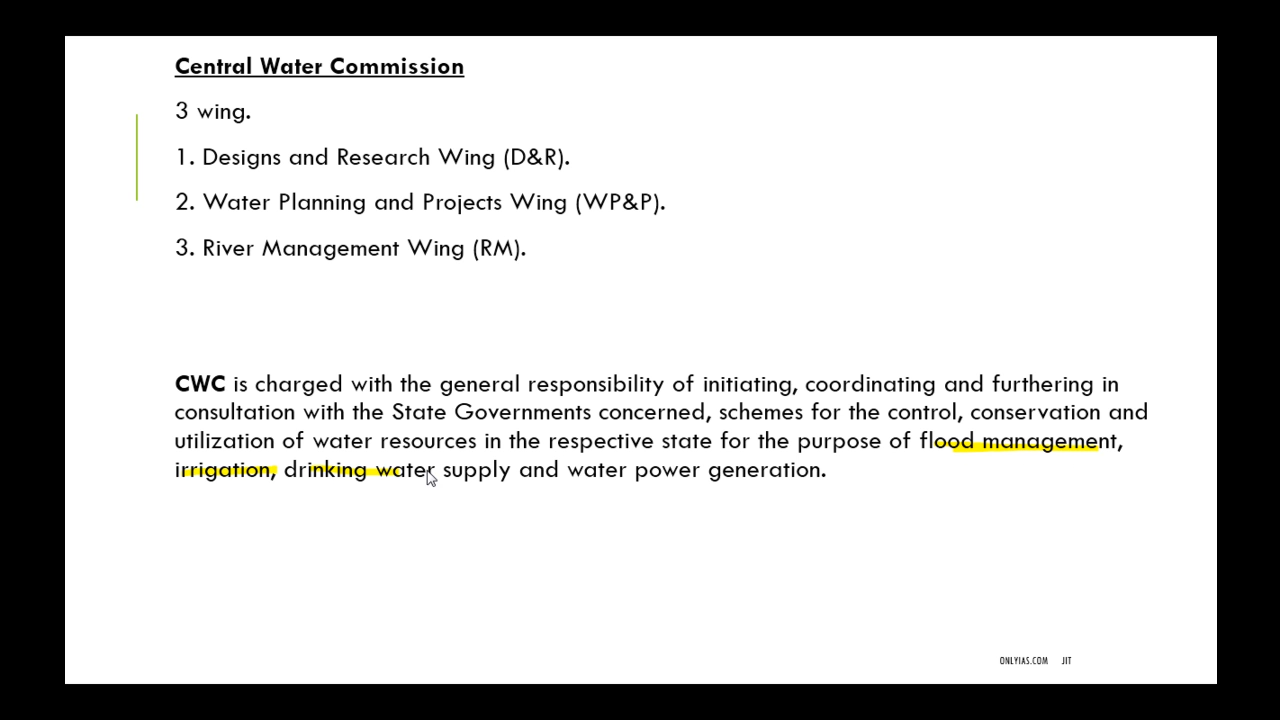 Central Water Commission
3 wing.
1. Designs and Research Wing (D&R).
2. Water Planning and Projects Wing (WP&P).
3. River Management Wing (RM).
CWC is charged with the general responsibility of initiating, coordinating and furthering in
consultation with the State Governments concerned, schemes for the control, conservation and
utilization of water resources in the respective state for the purpose of flood management,
irrigation, drinking water supply and water power generation.
ONLYIAS.COM JIT